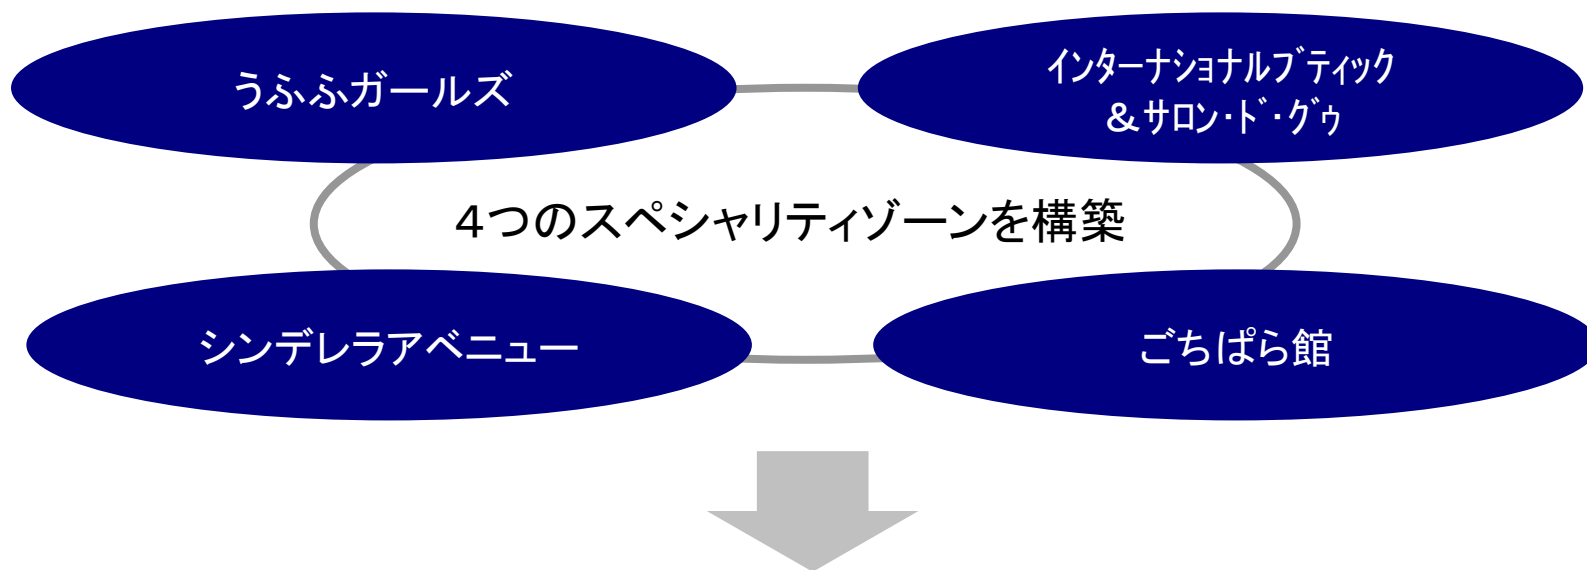 うふふガールズ
ｲﾝﾀｰﾅｼｮﾅﾙﾌﾞﾃｨｯｸ
＆ｻﾛﾝ･ﾄﾞ･ｸﾞｩ
４つのスペシャリティゾーンを構築
シンデレラアベニュー
ごちぱら館